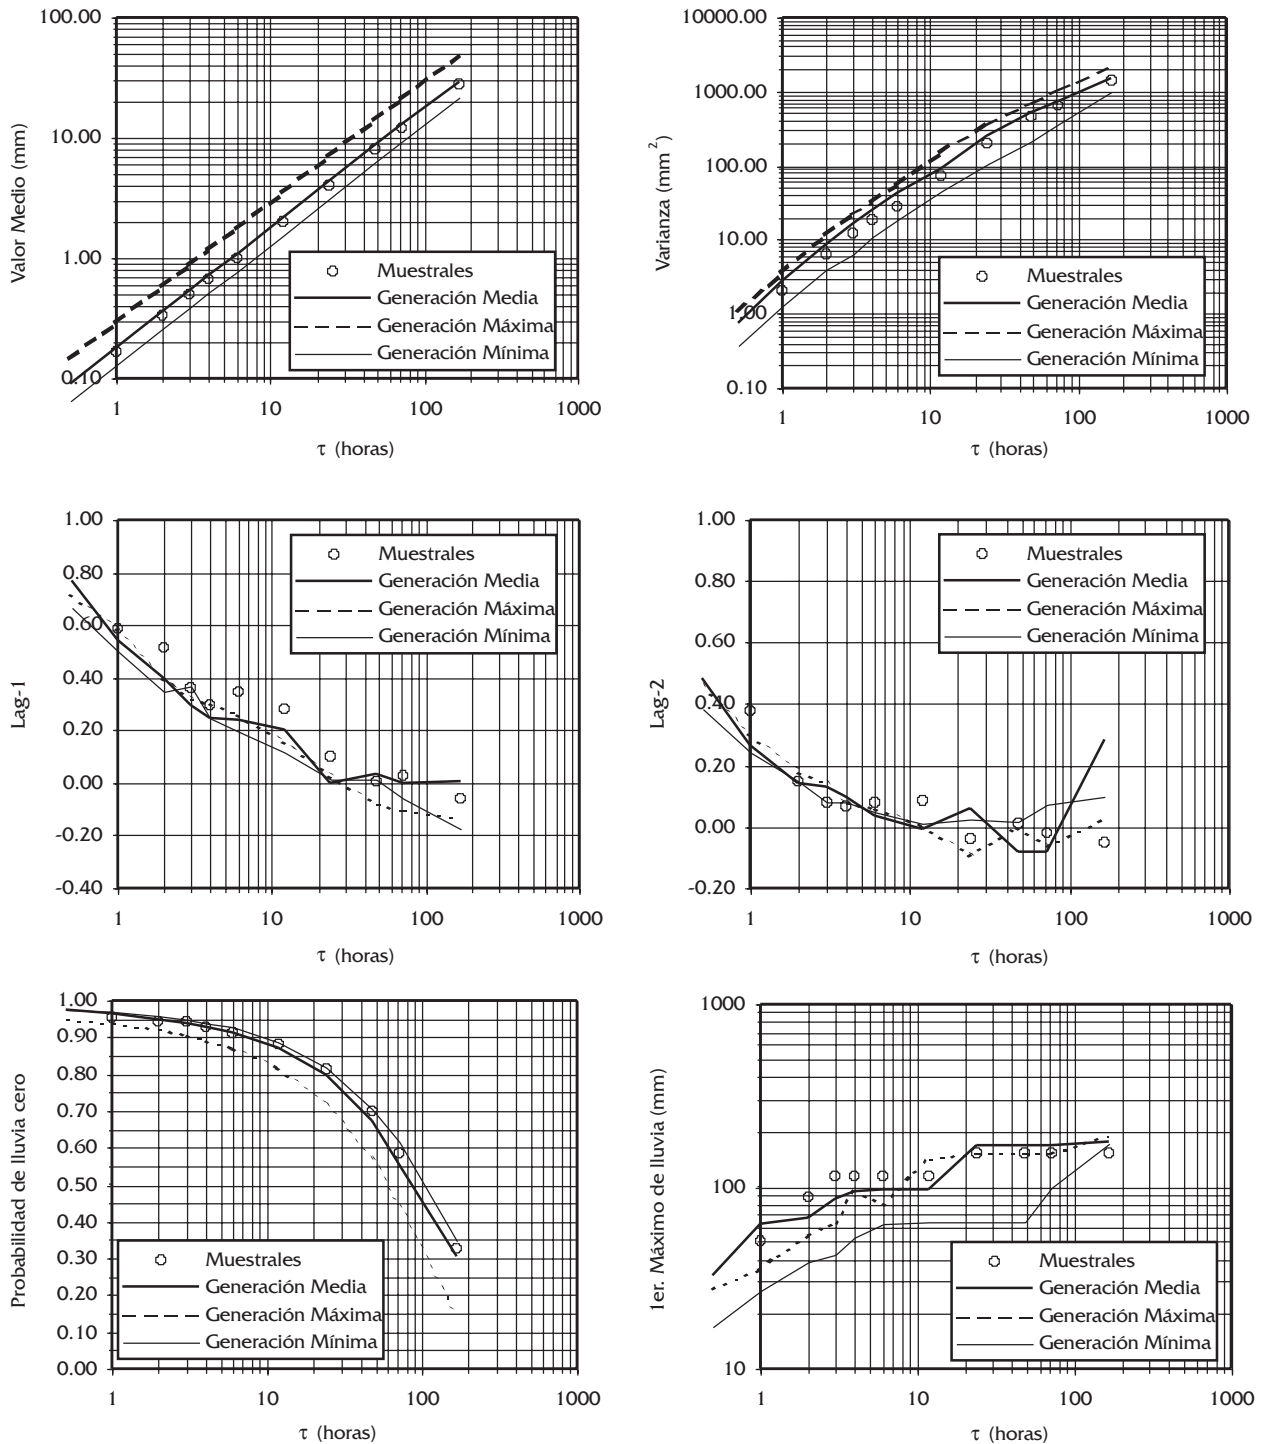 100.00
10.00
1.00
0.10
Valor Medio (mm)
1
10
100
1000
τ (horas)
Muestrales
Generación Media
Generación Máxima
Generación Mínima
10000.00
1000.00
100.00
10.00
1.00
0.10
Varianza (mm²)
1
10
100
1000
τ (horas)
Muestrales
Generación Media
Generación Máxima
Generación Mínima
1.00
0.80
0.60
0.40
0.20
0.00
-0.20
-0.40
Lag-1
1
10
100
1000
τ (horas)
Muestrales
Generación Media
Generación Máxima
Generación Mínima
1.00
0.80
0.60
0.40
0.20
0.00
-0.20
Lag-2
1
10
100
1000
τ (horas)
Muestrales
Generación Media
Generación Máxima
Generación Mínima
1.00
0.90
0.80
0.70
0.60
0.50
0.40
0.30
0.20
0.10
0.00
Probabilidad de lluvia cero
1
10
100
1000
τ (horas)
Muestrales
Generación Media
Generación Máxima
Generación Mínima
1000
100
10
1er. Máximo de lluvia (mm)
1
10
100
1000
τ (horas)
Muestrales
Generación Media
Generación Máxima
Generación Mínima